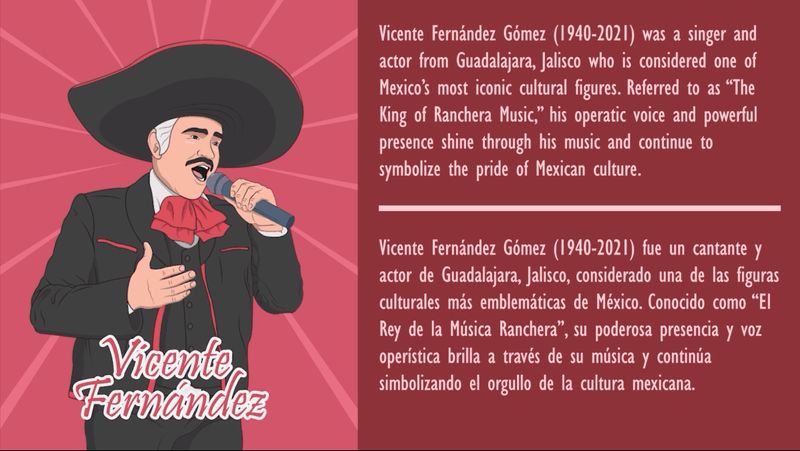 Vicente
Fernández
Vicente Fernández Gómez (1940-2021) was a singer and
actor from Guadalajara, Jalisco who is considered one of
Mexico’s most iconic cultural figures. Referred to as “The
King of Ranchera Music,” his operatic voice and powerful
presence shine through his music and continue to
symbolize the pride of Mexican culture.
Vicente Fernández Gómez (1940-2021) fue un cantante y
actor de Guadalajara, Jalisco, considerado una de las figuras
culturales más emblemáticas de México. Conocido como “El
Rey de la Música Ranchera”, su poderosa presencia y voz
operística brilla a través de su música y continúa
simbolizando el orgullo de la cultura mexicana.